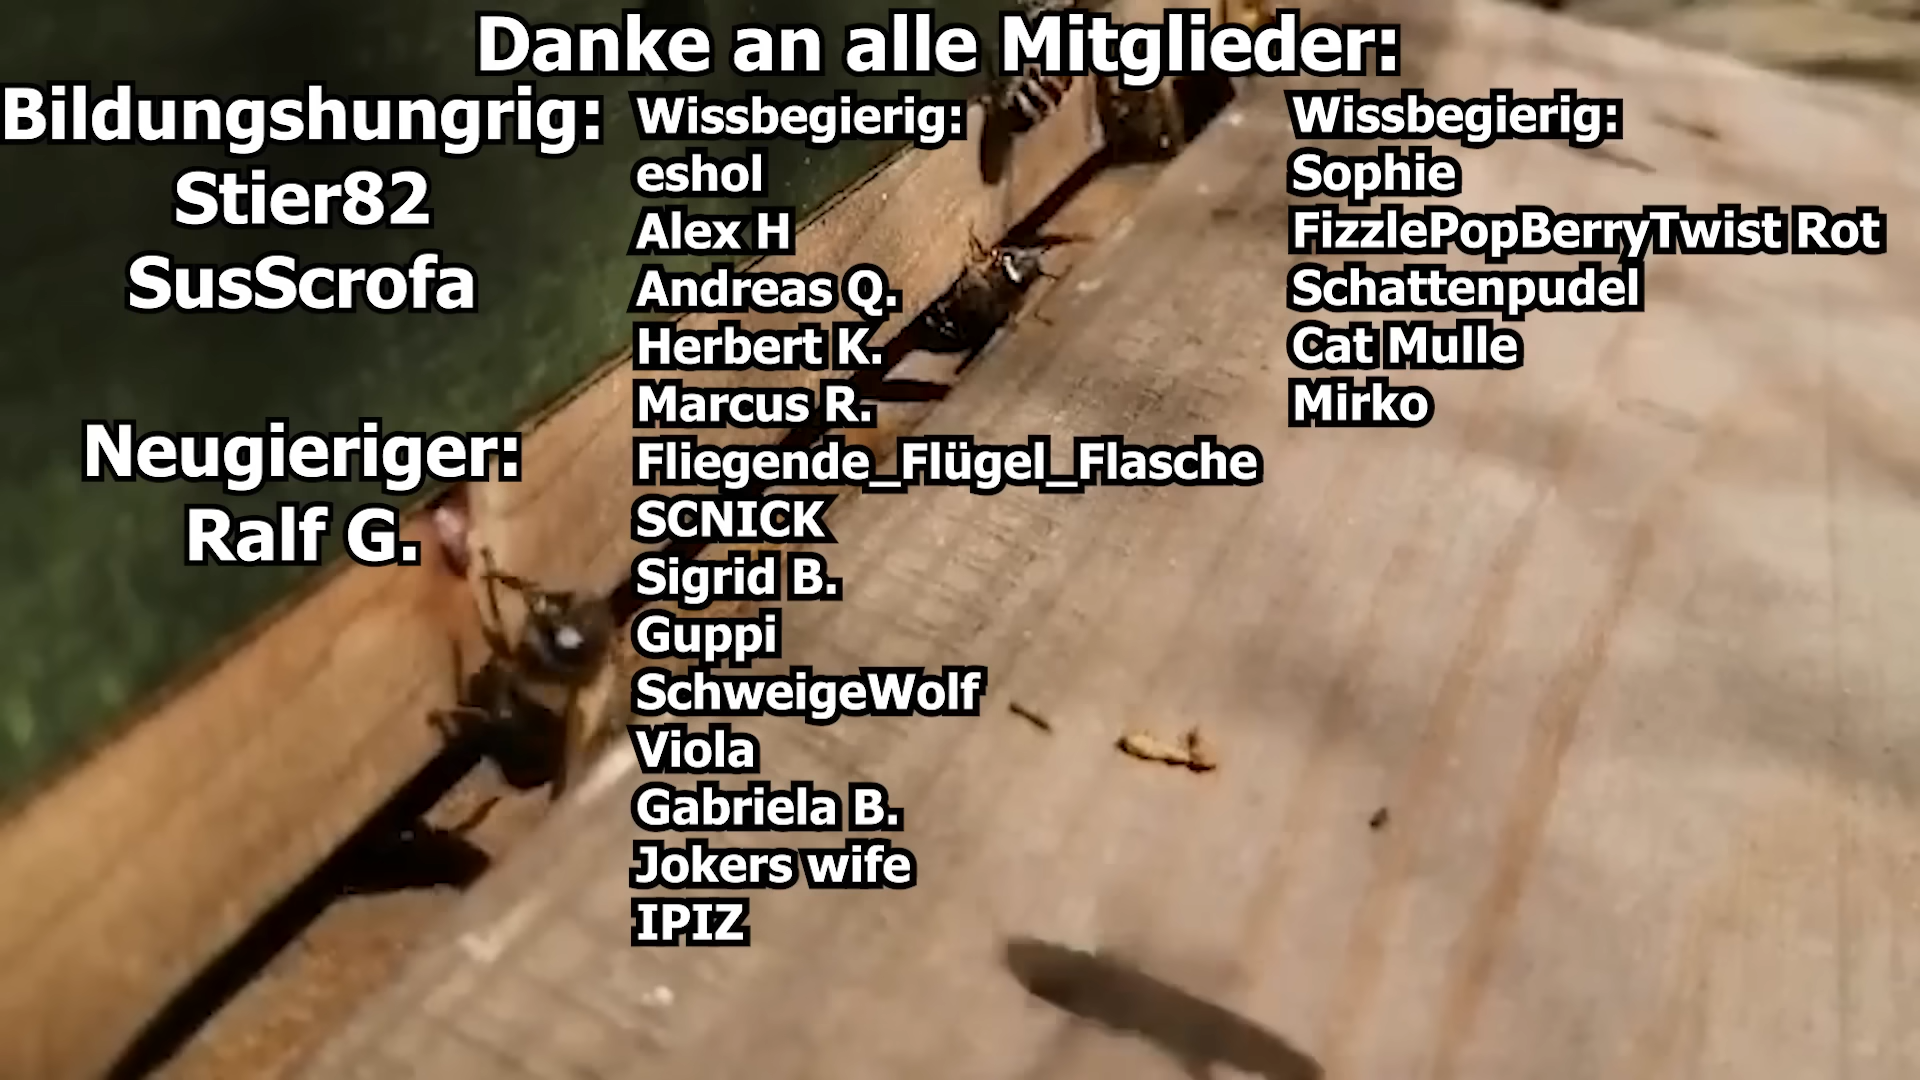 Danke an alle Mitglieder:
Bildungshungrig:
Stier82
SusScrofa
Neugieriger:
Ralf G.
Wissbegierig:
eshol
Alex H
Andreas Q.
Herbert K.
Marcus R.
Fliegende_Flügel_Flasche
SCNICK
Sigrid B.
Guppi
SchweigeWolf
Viola
Gabriela B.
Jokers wife
IPIZ
Wissbegierig:
Sophie
FizzlePopBerryTwist Rot
Schattenpudel
Cat Mulle
Mirko